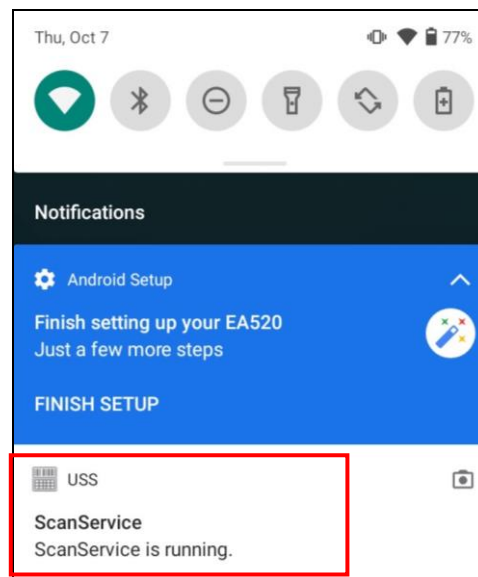 Thu, Oct 7
77%
Notifications
Android Setup
Finish setting up your EA520
Just a few more steps
FINISH SETUP
USS
ScanService
ScanService is running.